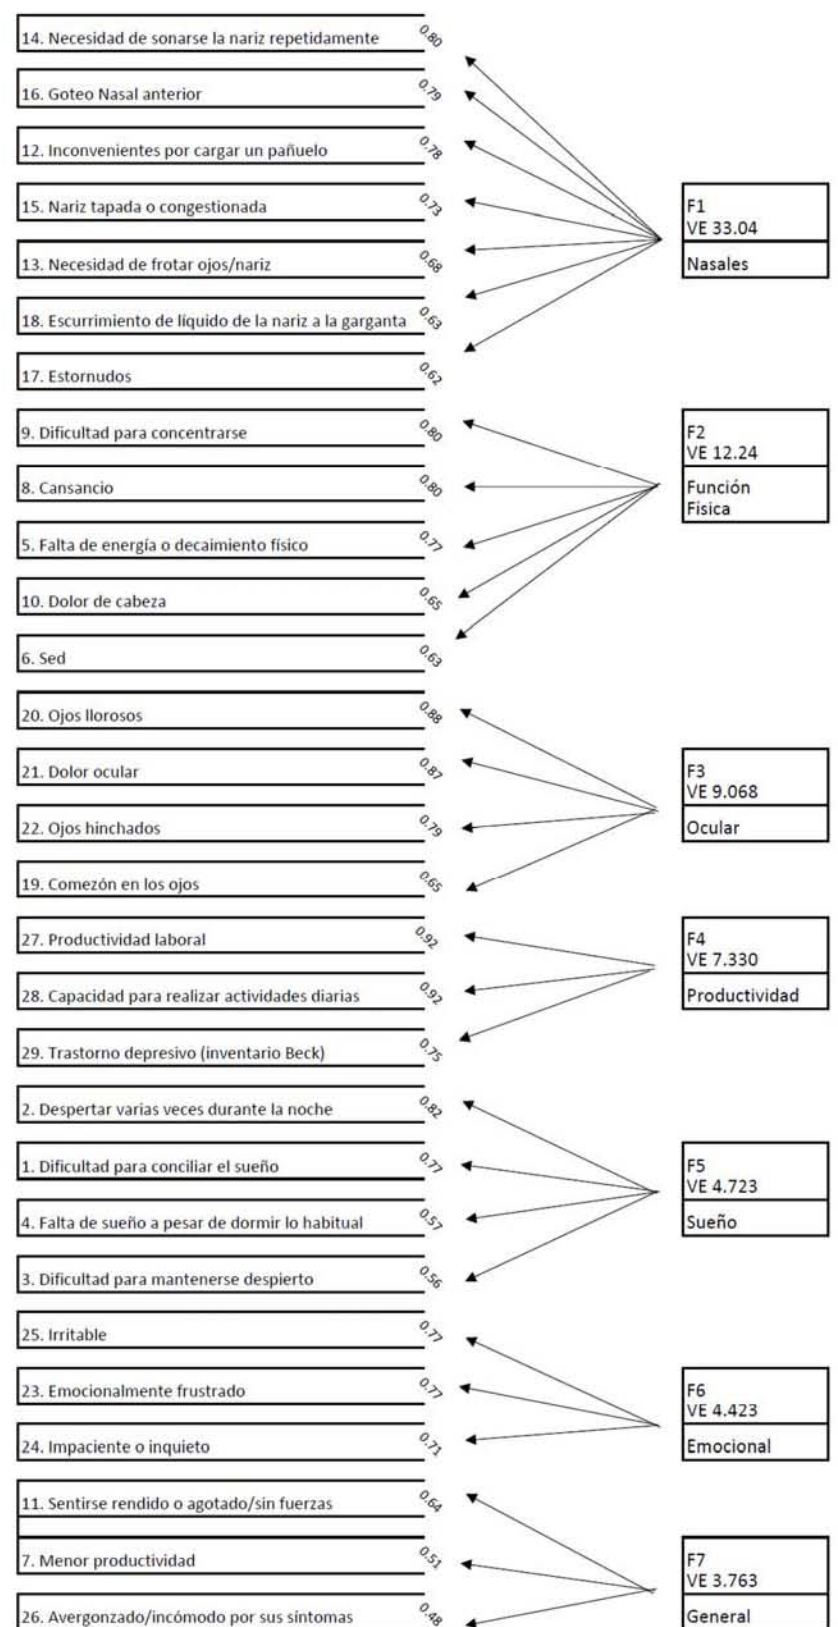 14. Necesidad de sonarse la nariz repetidamente 0.80
16. Goteo Nasal anterior 0.79
12. Inconvenientes por cargar un pañuelo 0.78
15. Nariz tapada o congestionada 0.73
13. Necesidad de frotar ojos/nariz 0.68
18. Escurrimiento de líquido de la nariz a la garganta 0.63
17. Estornudos 0.62
F1
VE 33.04
Nasales
9. Dificultad para concentrarse 0.80
8. Cansancio 0.80
5. Falta de energía o decaimiento físico 0.77
10. Dolor de cabeza 0.65
6. Sed 0.63
F2
VE 12.24
Función
Física
20. Ojos llorosos 0.88
21. Dolor ocular 0.87
22. Ojos hinchados 0.79
19. Comezón en los ojos 0.65
F3
VE 9.068
Ocular
27. Productividad laboral 0.92
28. Capacidad para realizar actividades diarias 0.92
29. Trastorno depresivo (inventario Beck) 0.75
F4
VE 7.330
Productividad
2. Despertar varias veces durante la noche 0.82
1. Dificultad para conciliar el sueño 0.77
4. Falta de sueño a pesar de dormir lo habitual 0.57
3. Dificultad para mantenerse despierto 0.56
F5
VE 4.723
Sueño
25. Irritable 0.77
23. Emocionalmente frustrado 0.77
24. Impaciente o inquieto 0.71
F6
VE 4.423
Emocional
11. Sentirse rendido o agotado/sin fuerzas 0.64
7. Menor productividad 0.51
26. Avergonzado/incómodo por sus síntomas 0.48
F7
VE 3.763
General